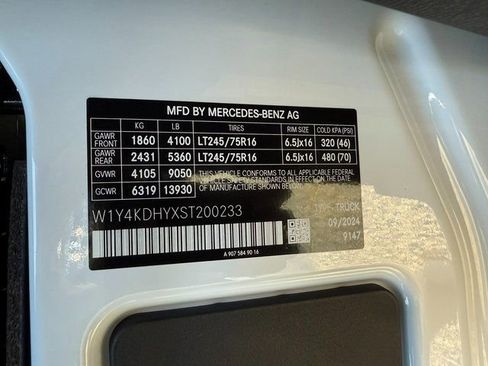 MFD BY MERCEDES-BENZ AG
KG LB TIRES RIM SIZE COLD KPA (PSI)
GAWR FRONT 1860 4100 LT245/75R16 6.5Jx16 320 (46)
GAWR REAR 2431 5360 LT245/75R16 6.5Jx16 480 (70)
GVWR 4105 9050 THIS VEHICLE CONFORMS TO ALL APPLICABLE FEDERAL
GCWR 6319 13930
OF MANUFACTURE SHOWN ABOVE.
W1Y4KDHYXST200233 TRUCK
09/2024
9147
A 907 584 90 16